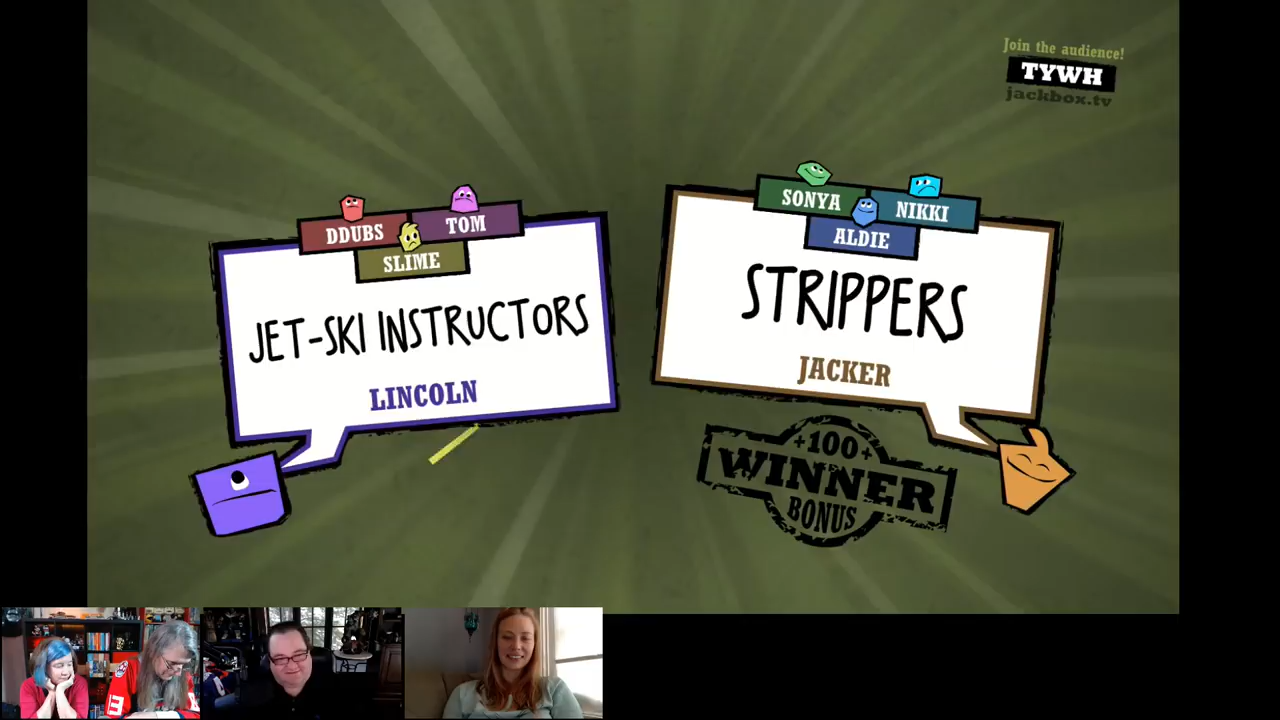 Join the audience!
TYWH
jackbox.tv
DDUBS
TOM
SLIME
JET-SKI INSTRUCTORS
LINCOLN
SONYA
NIKKI
ALDIE
STRIPPERS
JACKER
+100+
WINNER
BONUS